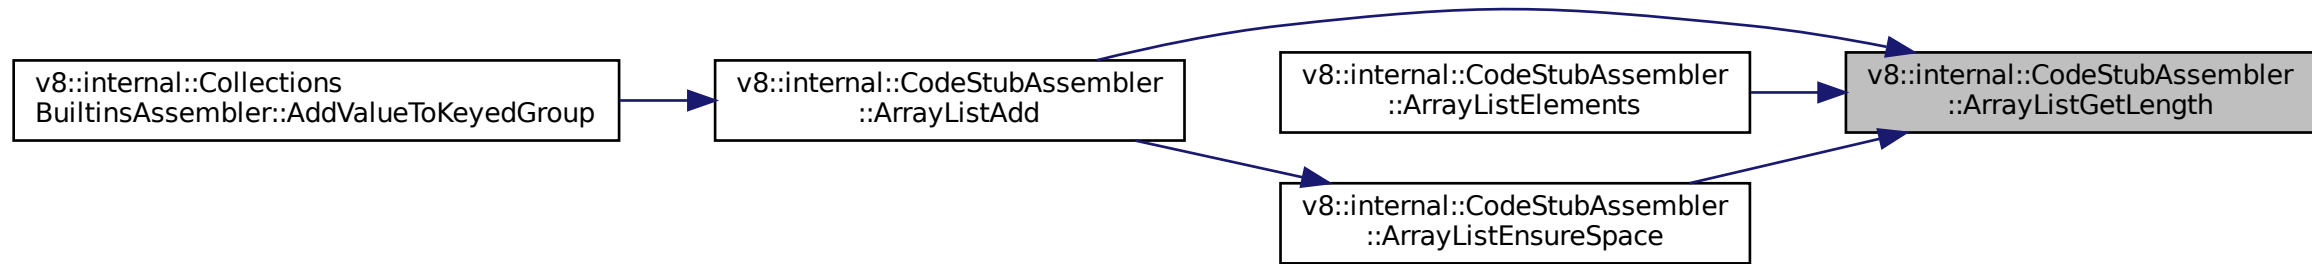 v8::internal::Collections
BuiltinsAssembler::AddValueToKeyedGroup
v8::internal::CodeStubAssembler
::ArrayListAdd
v8::internal::CodeStubAssembler
::ArrayListElements
v8::internal::CodeStubAssembler
::ArrayListEnsureSpace
v8::internal::CodeStubAssembler
::ArrayListGetLength